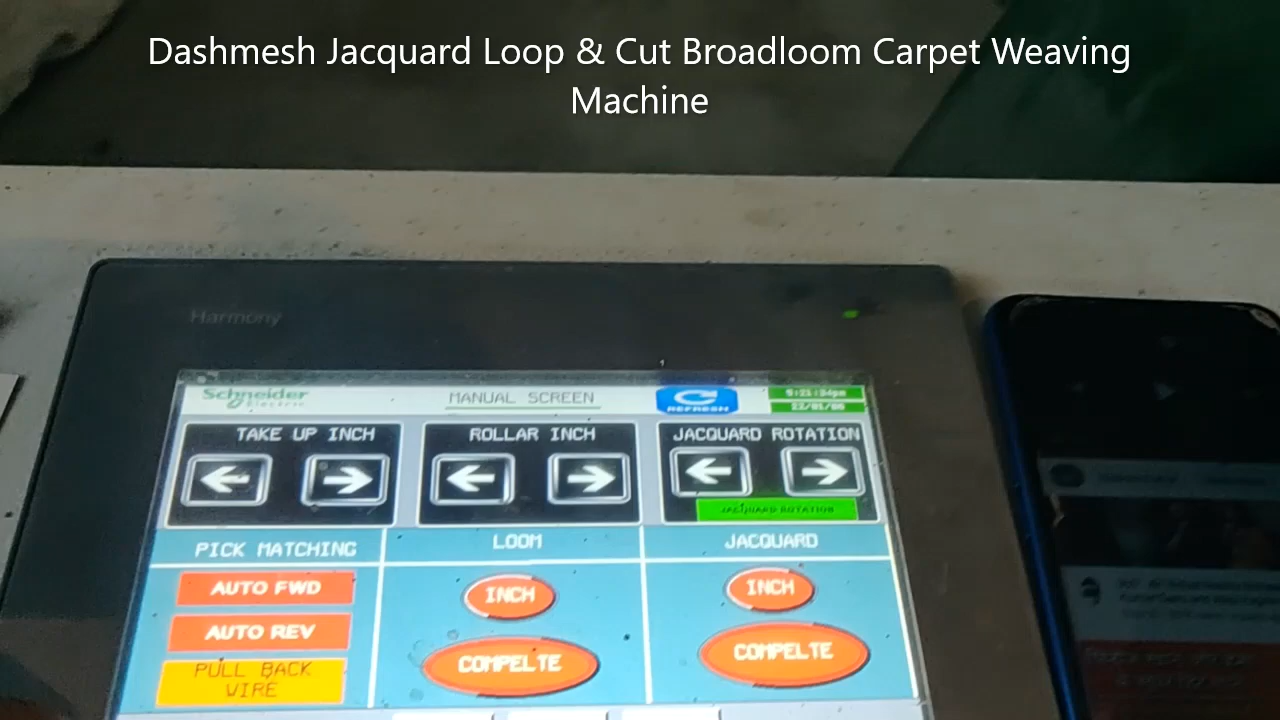 Dashmesh Jacquard Loop & Cut Broadloom Carpet Weaving
Machine
Harmony
Schneider
Electric
MANUAL SCREEN
REFRESH
TAKE UP INCH
ROLLAR INCH
JACQUARD ROTATION
JACQUARD ROTATION
PICK MATCHING
LOOM
JACQUARD
AUTO FWD
INCH
INCH
AUTO REV
COMPELTE
COMPELTE
PULL BACK
WIRE